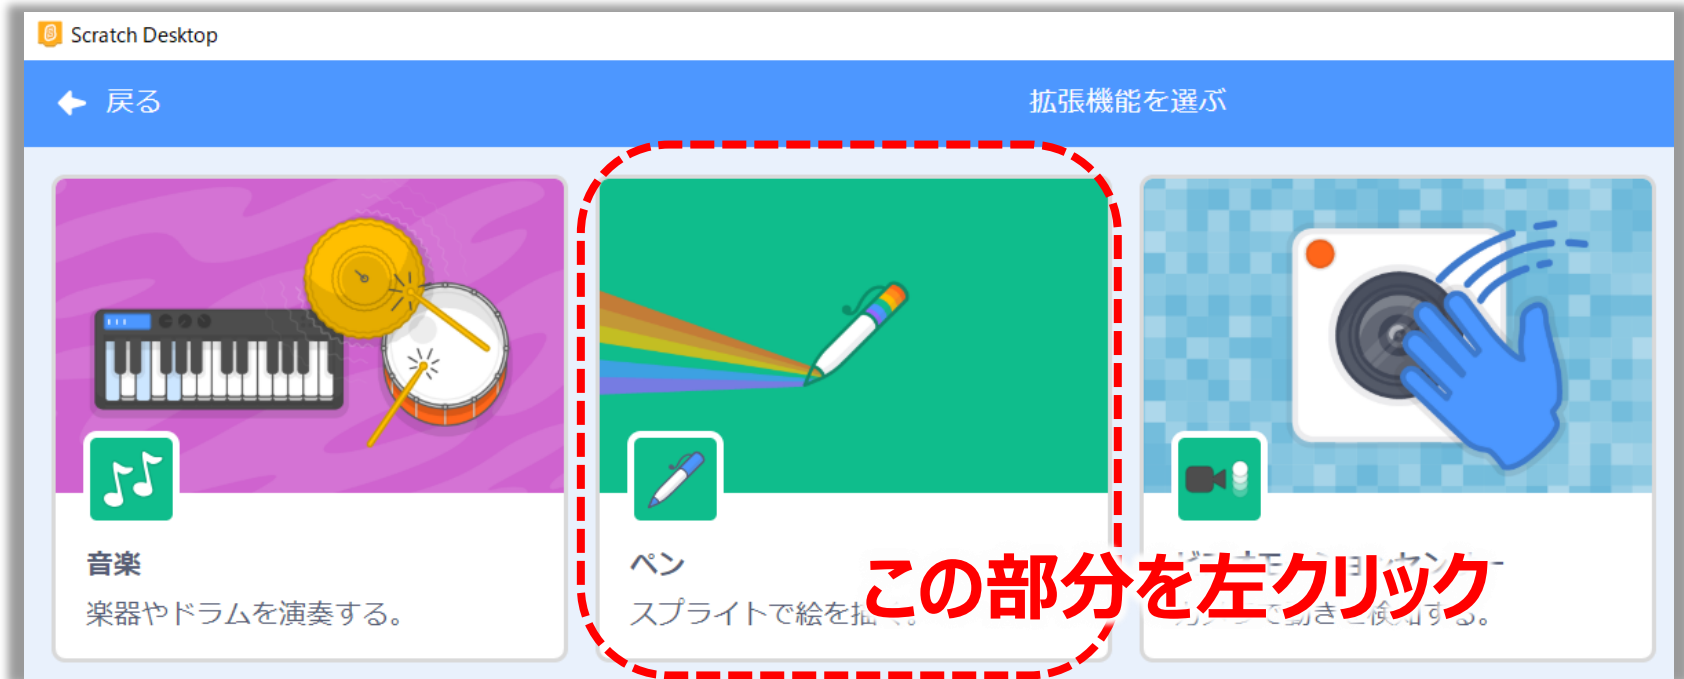 Scratch Desktop
戻る
拡張機能を選ぶ
音楽
楽器やドラムを演奏する。
ペン
スプライトで絵を描く。
この部分を左クリック